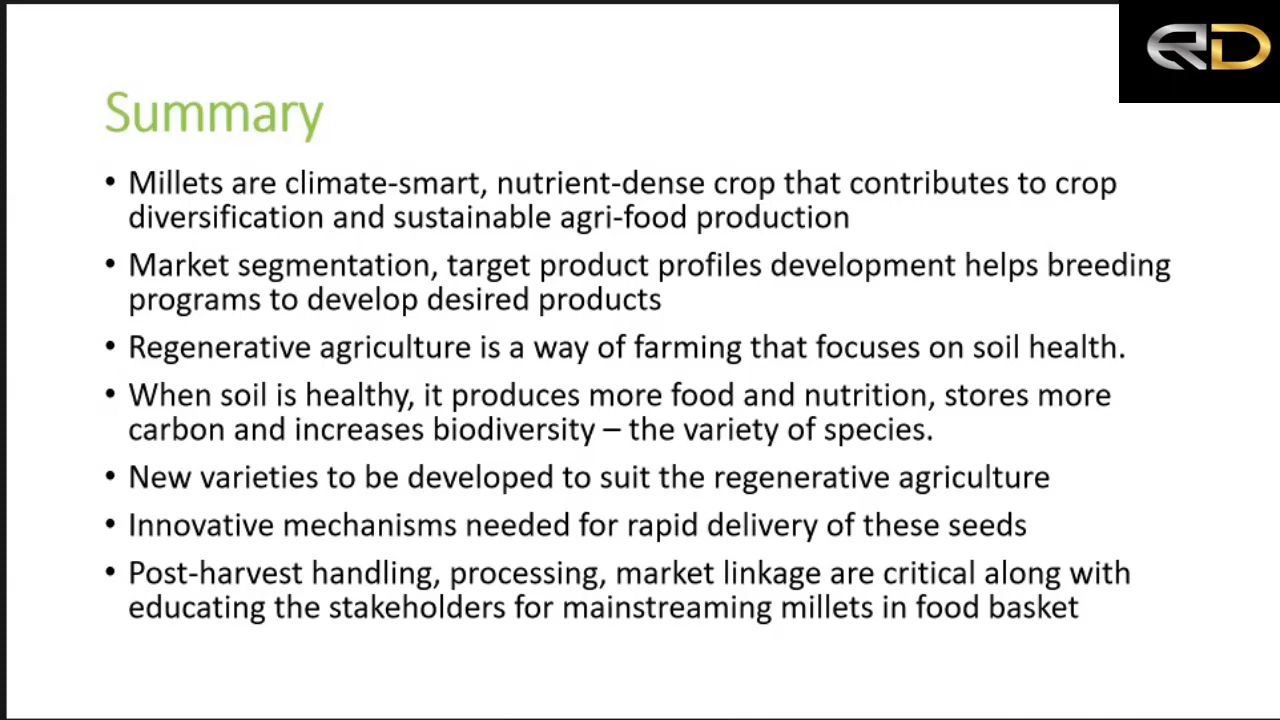 RD
Summary
• Millets are climate-smart, nutrient-dense crop that contributes to crop
diversification and sustainable agri-food production
• Market segmentation, target product profiles development helps breeding
programs to develop desired products
• Regenerative agriculture is a way of farming that focuses on soil health.
• When soil is healthy, it produces more food and nutrition, stores more
carbon and increases biodiversity – the variety of species.
• New varieties to be developed to suit the regenerative agriculture
• Innovative mechanisms needed for rapid delivery of these seeds
• Post-harvest handling, processing, market linkage are critical along with
educating the stakeholders for mainstreaming millets in food basket